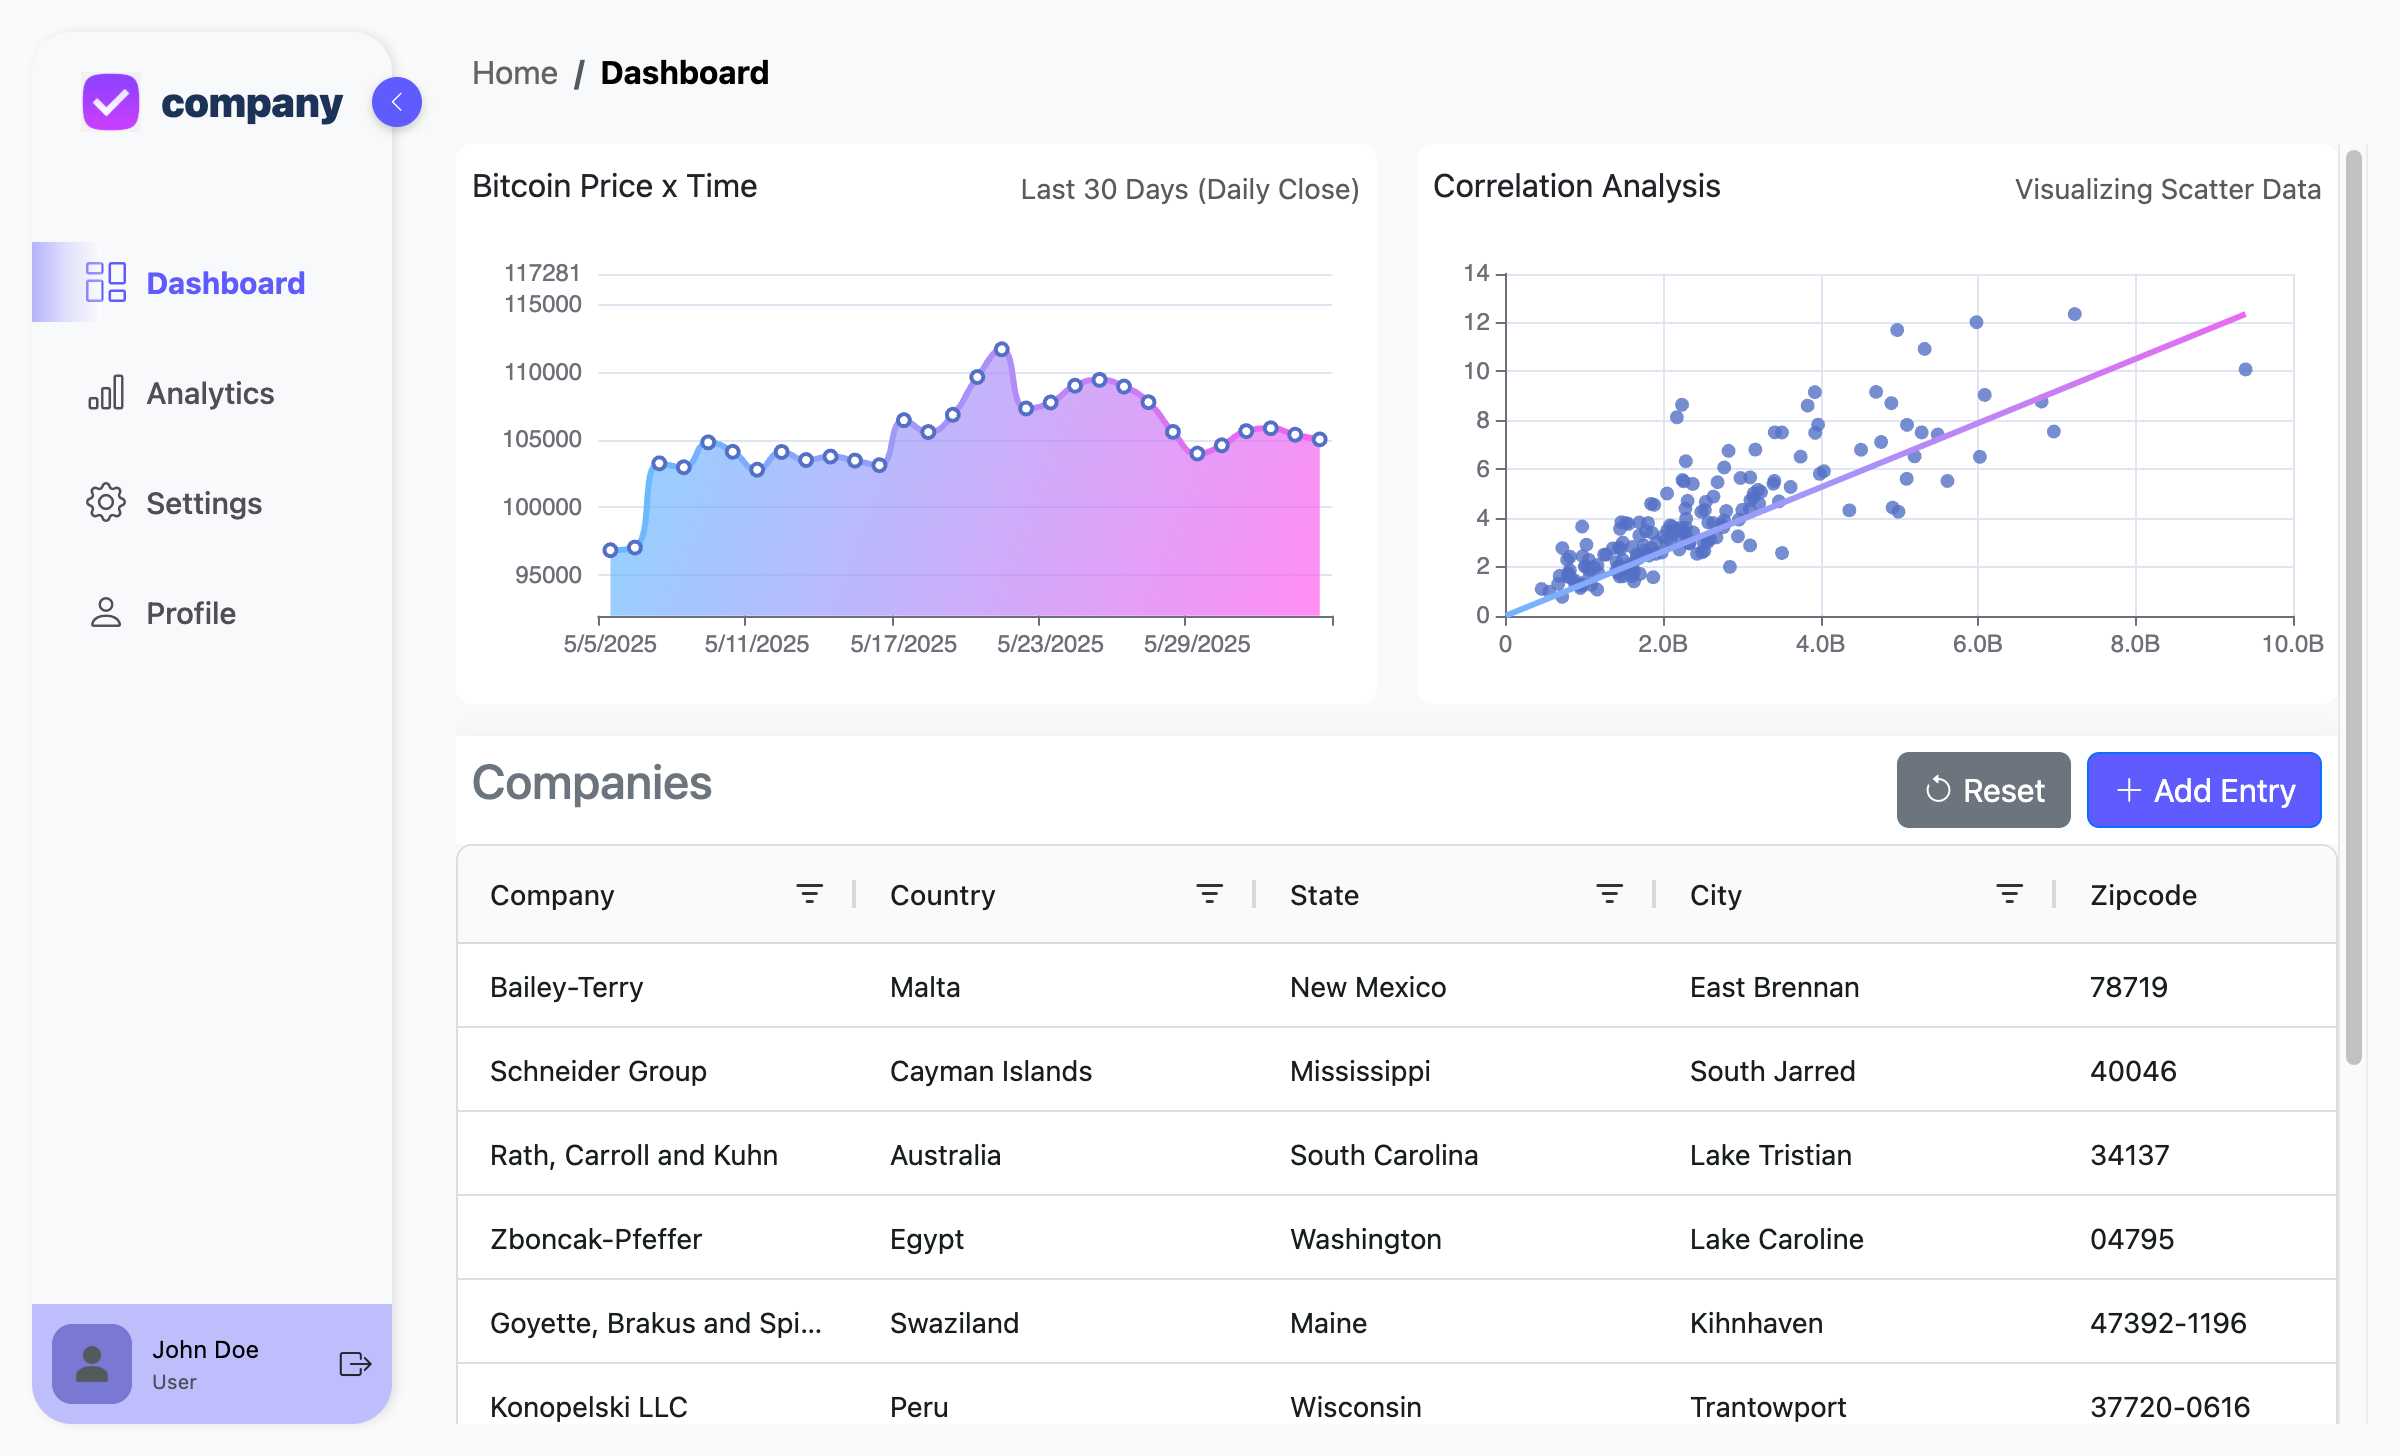 company
Home / Dashboard
Dashboard
Analytics
Settings
Profile
John Doe
User
Bitcoin Price x Time
Last 30 Days (Daily Close)
117281
115000
110000
105000
100000
95000
5/5/2025 5/11/2025 5/17/2025 5/23/2025 5/29/2025
Correlation Analysis
Visualizing Scatter Data
14
12
10
8
6
4
2
0
0 2.0B 4.0B 6.0B 8.0B 10.0B
Companies
Reset
Add Entry
Company Country State City Zipcode
Bailey-Terry Malta New Mexico East Brennan 78719
Schneider Group Cayman Islands Mississippi South Jarred 40046
Rath, Carroll and Kuhn Australia South Carolina Lake Tristian 34137
Zboncak-Pfeffer Egypt Washington Lake Caroline 04795
Goyette, Brakus and Spi... Swaziland Maine Kihnhaven 47392-1196
Konopelski LLC Peru Wisconsin Trantowport 37720-0616